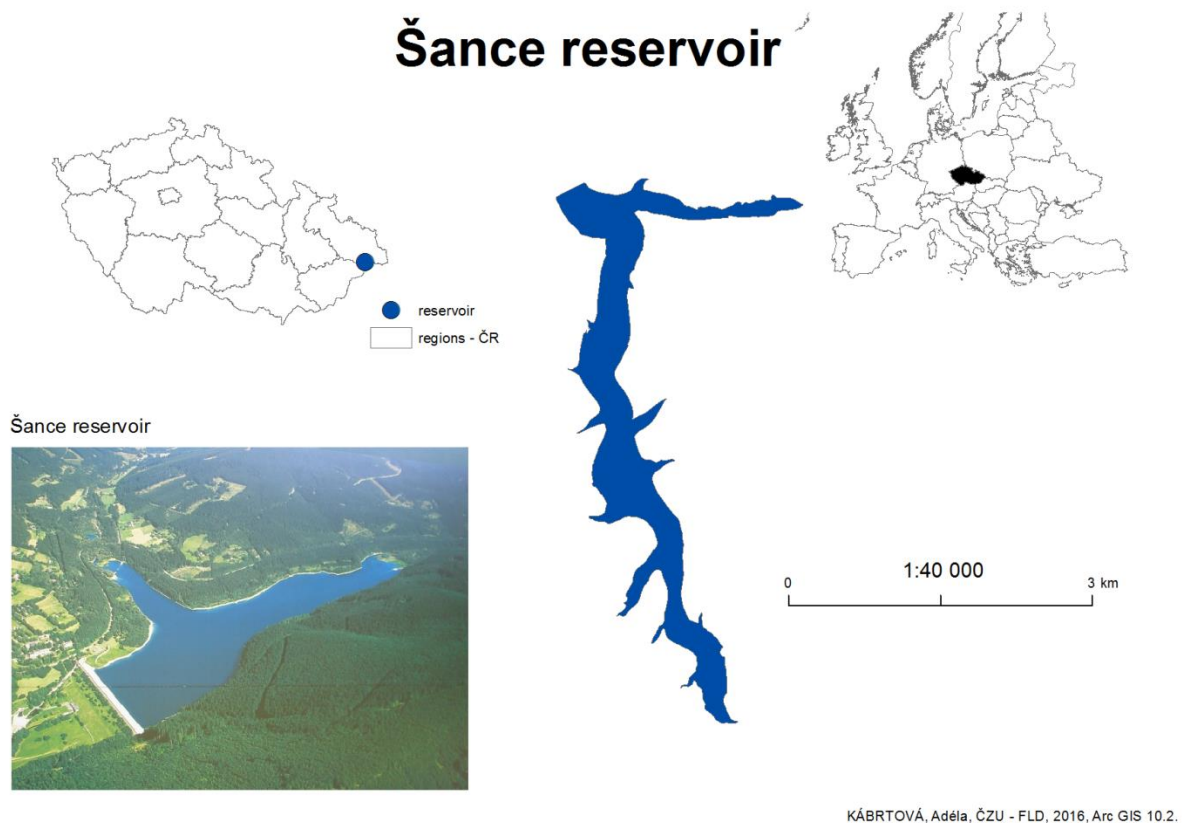 Šance reservoir
reservoir
regions - ČR
Šance reservoir
1:40 000
0
3 km
KÁBRTOVÁ, Adéla, ČZU - FLD, 2016, Arc GIS 10.2.